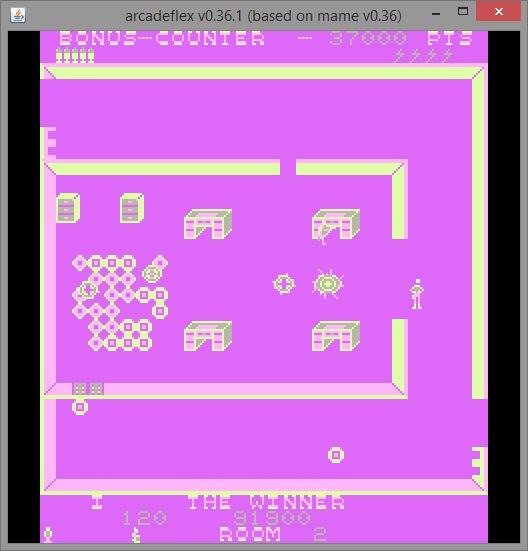 arcadeflex v0.36.1 (based on mame v0.36)
BONUS-COUNTER - 37000 PTS
I THE WINNER
120 91900
ROOM 2